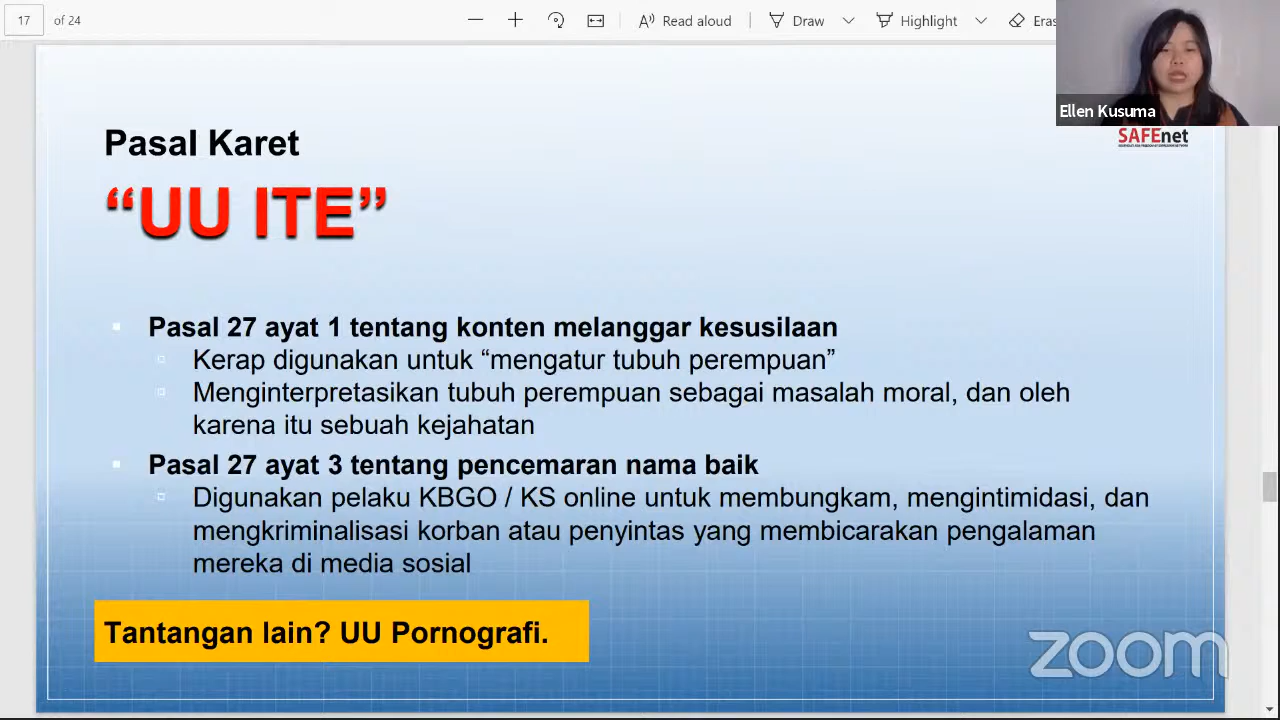 17 of 24
Read aloud
Draw
Highlight
Eras
Ellen Kusuma
SAFEnet
Pasal Karet
“UU ITE”
Pasal 27 ayat 1 tentang konten melanggar kesusilaan
Kerap digunakan untuk “mengatur tubuh perempuan”
Menginterpretasikan tubuh perempuan sebagai masalah moral, dan oleh
karena itu sebuah kejahatan
Pasal 27 ayat 3 tentang pencemaran nama baik
Digunakan pelaku KBGO / KS online untuk membungkam, mengintimidasi, dan
mengkriminalisasi korban atau penyintas yang membicarakan pengalaman
mereka di media sosial
Tantangan lain? UU Pornografi.
zoom